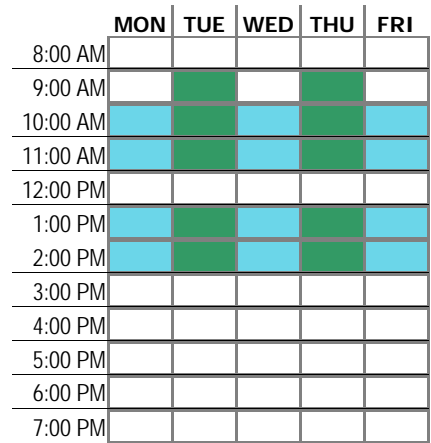 MON TUE WED THU FRI
8:00 AM
9:00 AM
10:00 AM
11:00 AM
12:00 PM
1:00 PM
2:00 PM
3:00 PM
4:00 PM
5:00 PM
6:00 PM
7:00 PM